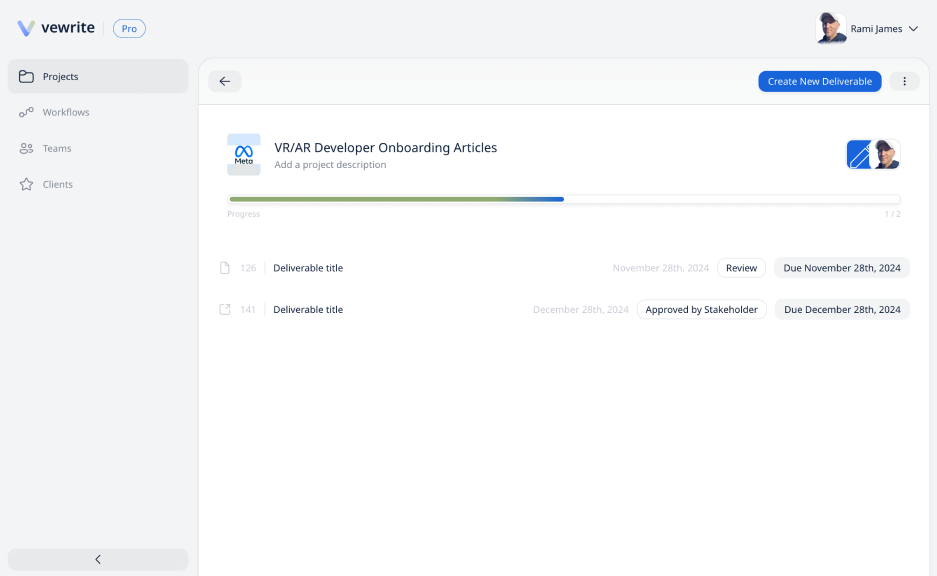 vewrite Pro Rami James
Projects
Workflows
Teams
Clients
Create New Deliverable
Meta
VR/AR Developer Onboarding Articles
Add a project description
Progress 1 / 2
126 Deliverable title November 28th, 2024 Review Due November 28th, 2024
141 Deliverable title December 28th, 2024 Approved by Stakeholder Due December 28th, 2024